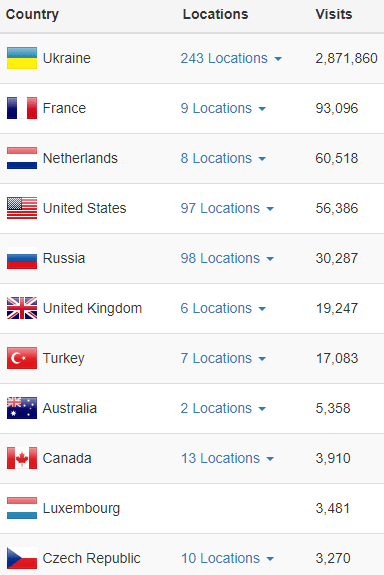 Country Locations Visits
Ukraine 243 Locations 2,871,860
France 9 Locations 93,096
Netherlands 8 Locations 60,518
United States 97 Locations 56,386
Russia 98 Locations 30,287
United Kingdom 6 Locations 19,247
Turkey 7 Locations 17,083
Australia 2 Locations 5,358
Canada 13 Locations 3,910
Luxembourg 3,481
Czech Republic 10 Locations 3,270